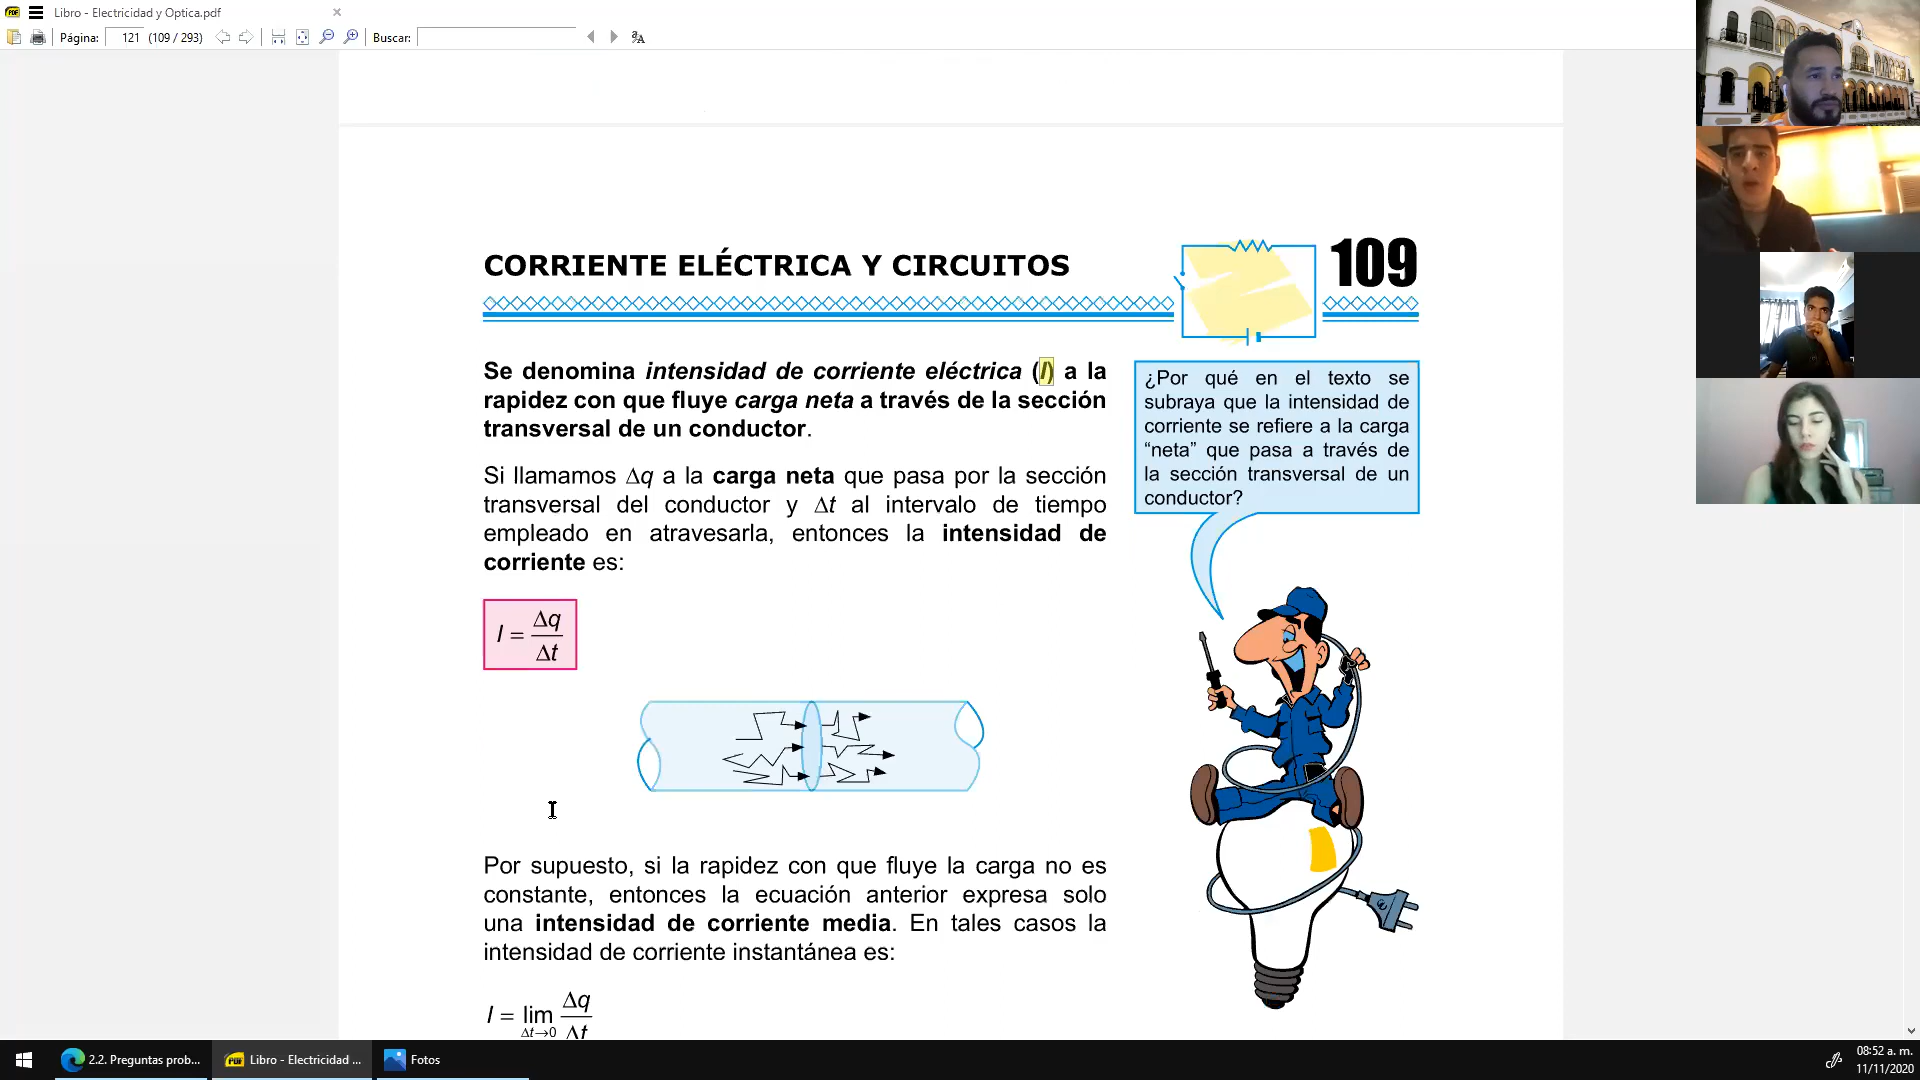 Libro - Electricidad y Optica.pdf
Página: 121 (109 / 293) Buscar:
CORRIENTE ELÉCTRICA Y CIRCUITOS
109
Se denomina intensidad de corriente eléctrica (I) a la
rapidez con que fluye carga neta a través de la sección
transversal de un conductor.
Si llamamos Δq a la carga neta que pasa por la sección
transversal del conductor y Δt al intervalo de tiempo
empleado en atravesarla, entonces la intensidad de
corriente es:
I = Δq
Δt
¿Por qué en el texto se
subraya que la intensidad de
corriente se refiere a la carga
“neta” que pasa a través de
la sección transversal de un
conductor?
Por supuesto, si la rapidez con que fluye la carga no es
constante, entonces la ecuación anterior expresa solo
una intensidad de corriente media. En tales casos la
intensidad de corriente instantánea es:
I = lim Δq
Δt→0 Δt
2.2. Preguntas prob...
Libro - Electricidad ...
Fotos
08:52 a. m.
11/11/2020